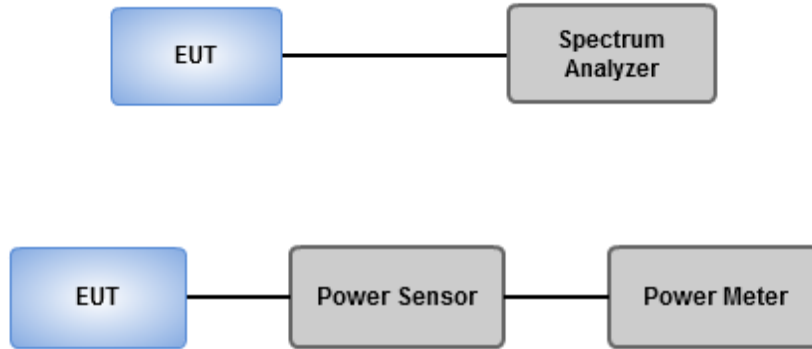 EUT
Spectrum
Analyzer
EUT
Power Sensor
Power Meter